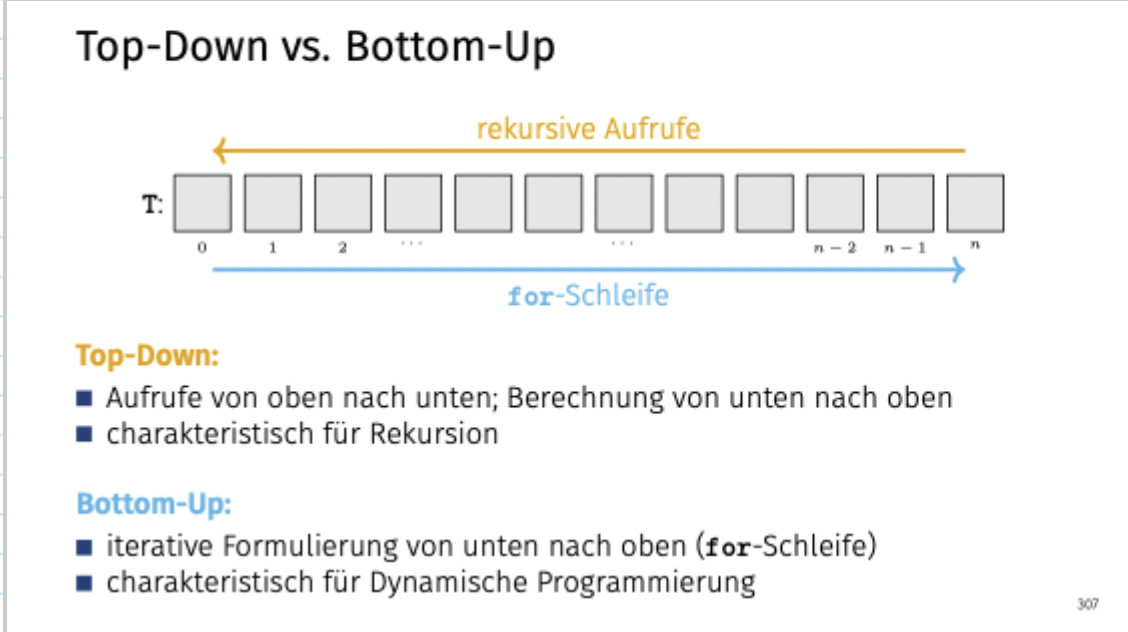 Top-Down vs. Bottom-Up
rekursive Aufrufe
T:
0 1 2 ... ... n − 2 n − 1 n
for-Schleife
Top-Down:
■ Aufrufe von oben nach unten; Berechnung von unten nach oben
■ charakteristisch für Rekursion
Bottom-Up:
■ iterative Formulierung von unten nach oben (for-Schleife)
■ charakteristisch für Dynamische Programmierung
307